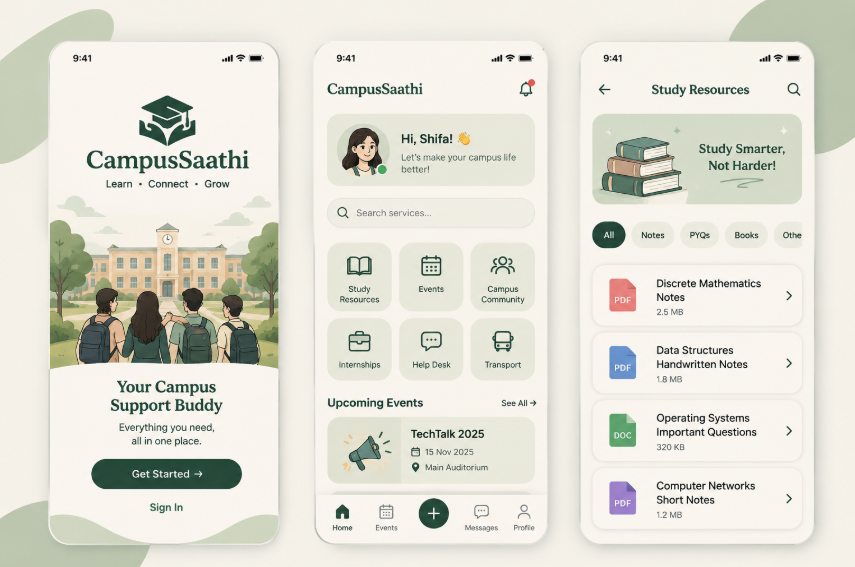 9:41
CampusSaathi
Learn • Connect • Grow
Your Campus
Support Buddy
Everything you need,
all in one place.
Get Started →
Sign In
9:41
CampusSaathi
Hi, Shifa! 👋
Let's make your campus life
better!
Search services...
Study
Resources
Events
Campus
Community
Internships
Help Desk
Transport
Upcoming Events
See All →
TechTalk 2025
15 Nov 2025
Main Auditorium
Home
Events
Messages
Profile
9:41
Study Resources
Study Smarter,
Not Harder!
All
Notes
PYQs
Books
Othe
PDF
Discrete Mathematics
Notes
2.5 MB
PDF
Data Structures
Handwritten Notes
1.8 MB
DOC
Operating Systems
Important Questions
320 KB
PDF
Computer Networks
Short Notes
1.2 MB